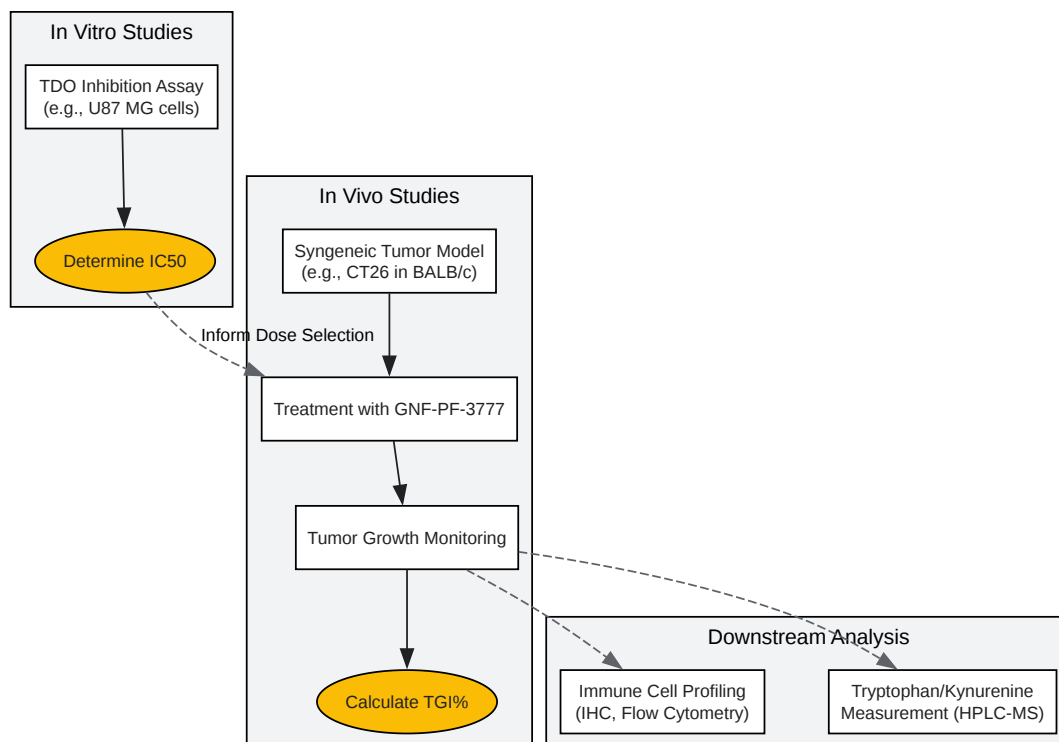 In Vitro Studies
TDO Inhibition Assay
(e.g., U87 MG cells)
Determine IC50
Inform Dose Selection
In Vivo Studies
Syngeneic Tumor Model
(e.g., CT26 in BALB/c)
Treatment with GNF-PF-3777
Tumor Growth Monitoring
Calculate TGI%
Downstream Analysis
Immune Cell Profiling
(IHC, Flow Cytometry)
Tryptophan/Kynurenine
Measurement (HPLC-MS)